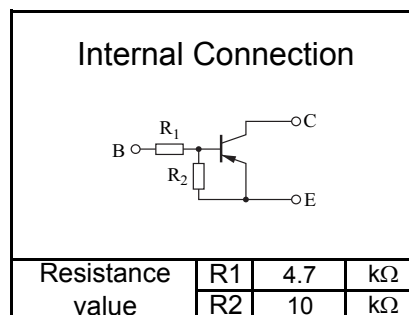 Internal Connection
C
R1
B
R2
E
Resistance value
R1 4.7 kΩ
R2 10 kΩ